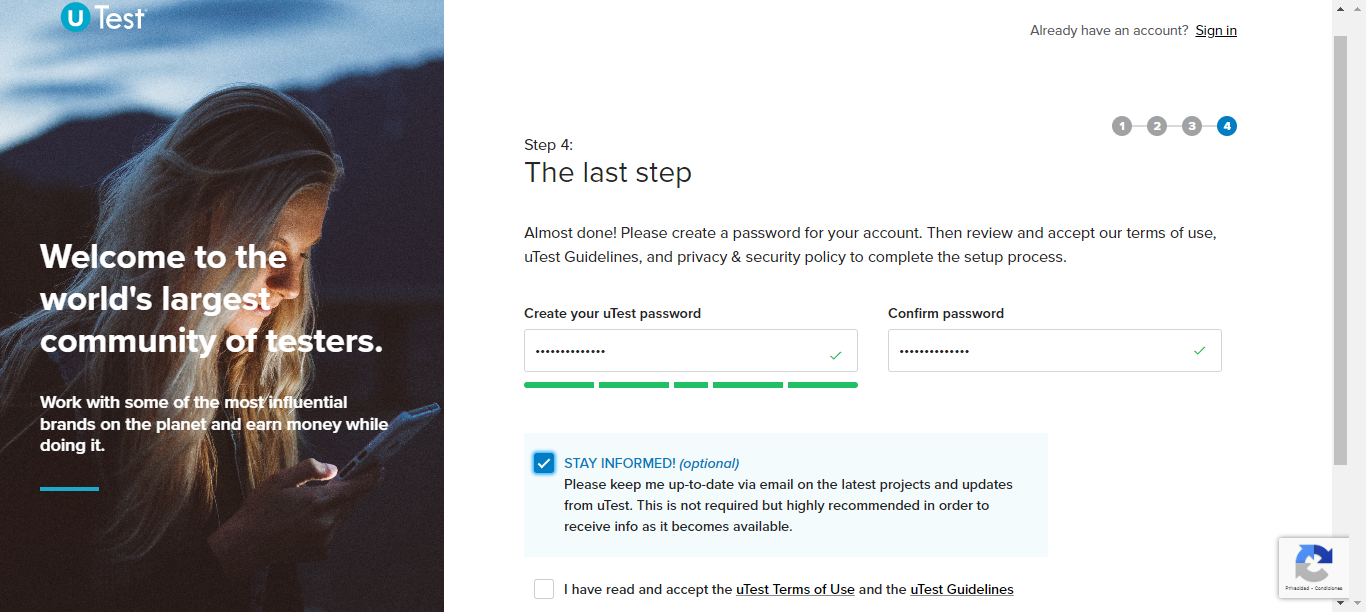 U Test
Already have an account? Sign in
1 2 3 4
Step 4:
The last step
Almost done! Please create a password for your account. Then review and accept our terms of use,
uTest Guidelines, and privacy & security policy to complete the setup process.
Create your uTest password
Confirm password
••••••••••••••
••••••••••••••
Welcome to the
world's largest
community of testers.
Work with some of the most influential
brands on the planet and earn money while
doing it.
STAY INFORMED! (optional)
Please keep me up-to-date via email on the latest projects and updates
from uTest. This is not required but highly recommended in order to
receive info as it becomes available.
I have read and accept the uTest Terms of Use and the uTest Guidelines
Privacidad - Condiciones